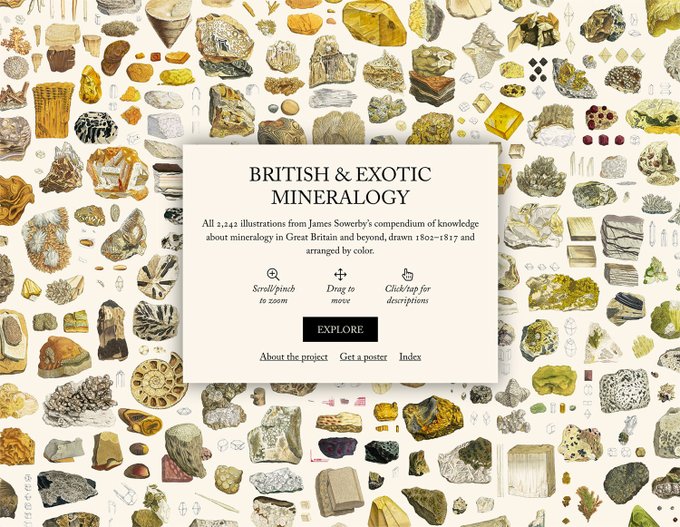 BRITISH & EXOTIC
MINERALOGY
All 2,242 illustrations from James Sowerby’s compendium of knowledge
about mineralogy in Great Britain and beyond, drawn 1802–1817 and
arranged by color.
Scroll/pinch
to zoom
Drag to
move
Click/tap for
descriptions
EXPLORE
About the project Get a poster Index